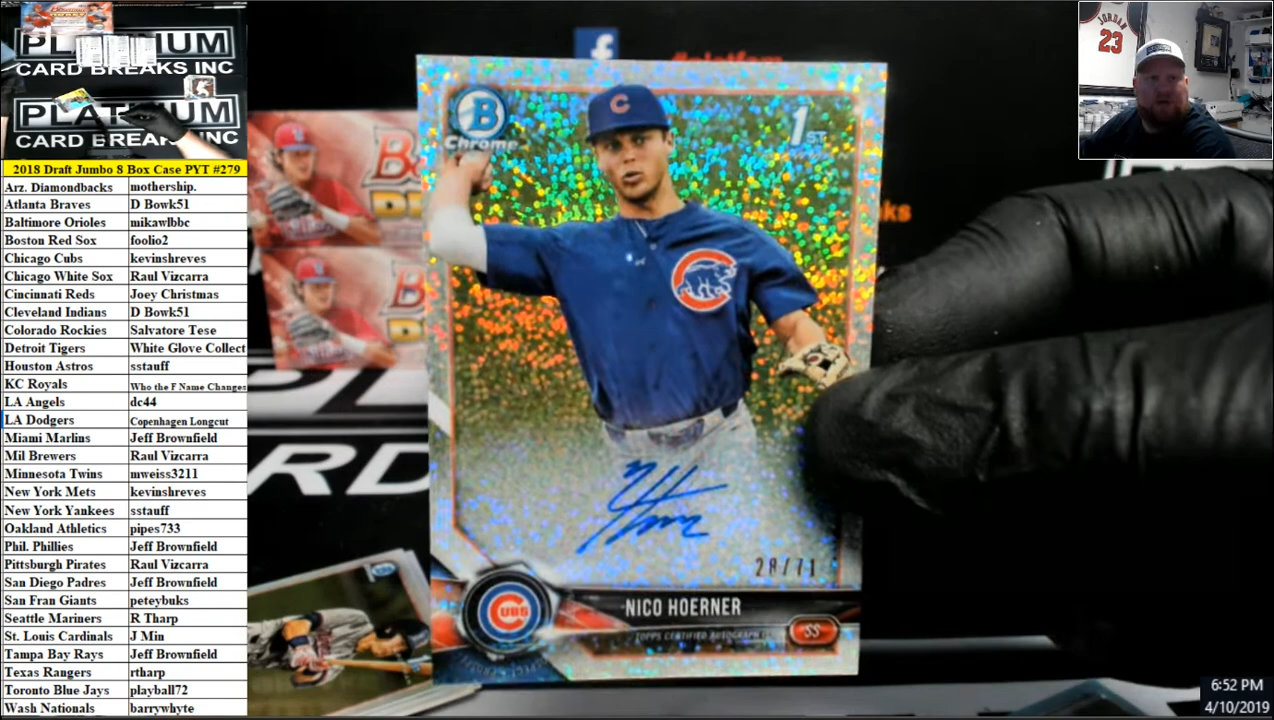 PLATINUM
CARD BREAKS INC
PLATINUM
CARD BREAK INC
2018 Draft Jumbo 8 Box Case PYT #279
Arz. Diamondbacks mothership.
Atlanta Braves D Bowk51
Baltimore Orioles mikawlbbc
Boston Red Sox foolio2
Chicago Cubs kevinshreves
Chicago White Sox Raul Vizcarra
Cincinnati Reds Joey Christmas
Cleveland Indians D Bowk51
Colorado Rockies Salvatore Tese
Detroit Tigers White Glove Collect
Houston Astros sstauff
KC Royals Who the F Name Changes
LA Angels dc44
LA Dodgers Copenhagen Longcut
Miami Marlins Jeff Brownfield
Mil Brewers Raul Vizcarra
Minnesota Twins mweiss3211
New York Mets kevinshreves
New York Yankees sstauff
Oakland Athletics pipes733
Phil. Phillies Jeff Brownfield
Pittsburgh Pirates Raul Vizcarra
San Diego Padres Jeff Brownfield
San Fran Giants peteybuks
Seattle Mariners R Tharp
St. Louis Cardinals J Min
Tampa Bay Rays Jeff Brownfield
Texas Rangers rtharp
Toronto Blue Jays playball72
Wash Nationals barrywhyte
f
#platfam
B
Chrome
1ST
C
28/71
CUBS
NICO HOERNER
TOPPS CERTIFIED AUTOGRAPH
SS
JORDAN
23
6:52 PM
4/10/2019